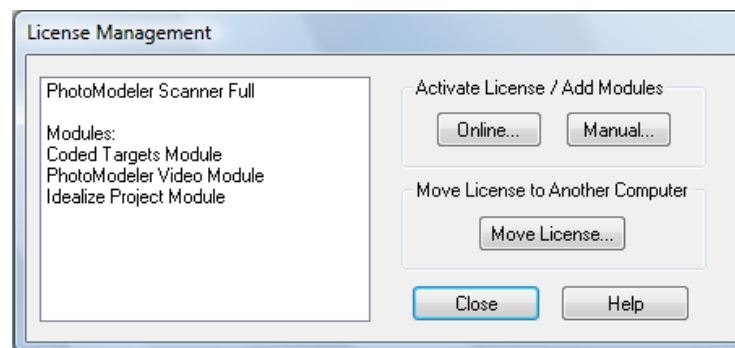 License Management
PhotoModeler Scanner Full
Modules:
Coded Targets Module
PhotoModeler Video Module
Idealize Project Module
Activate License / Add Modules
Online... Manual...
Move License to Another Computer
Move License...
Close Help